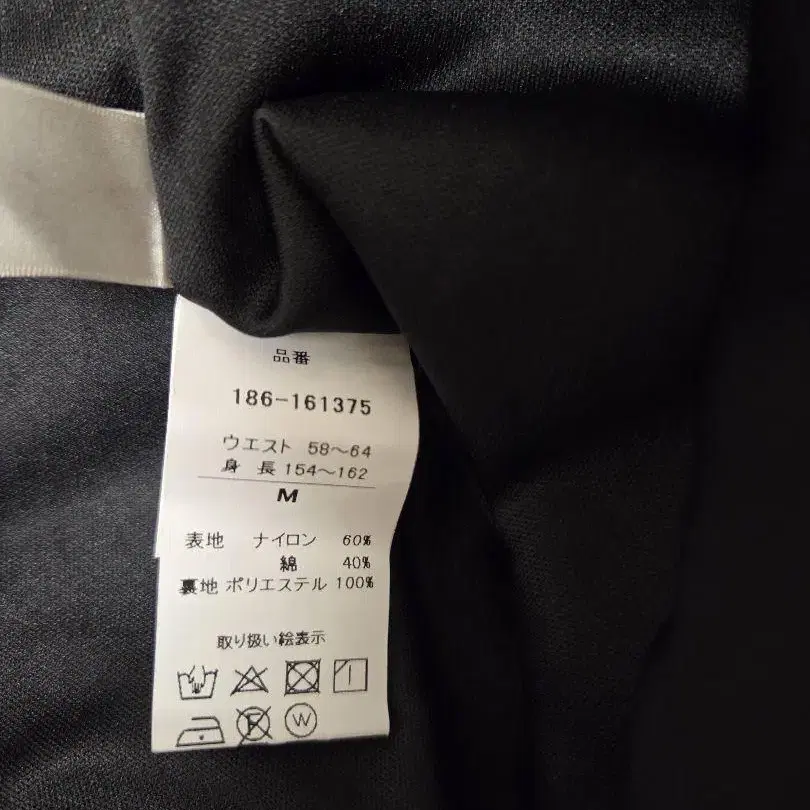 品番
186-161375
ウエスト 58～64
身 長 154～162
M
表地 ナイロン 60%
綿 40%
裏地 ポリエステル 100%
取り扱い絵表示
F W